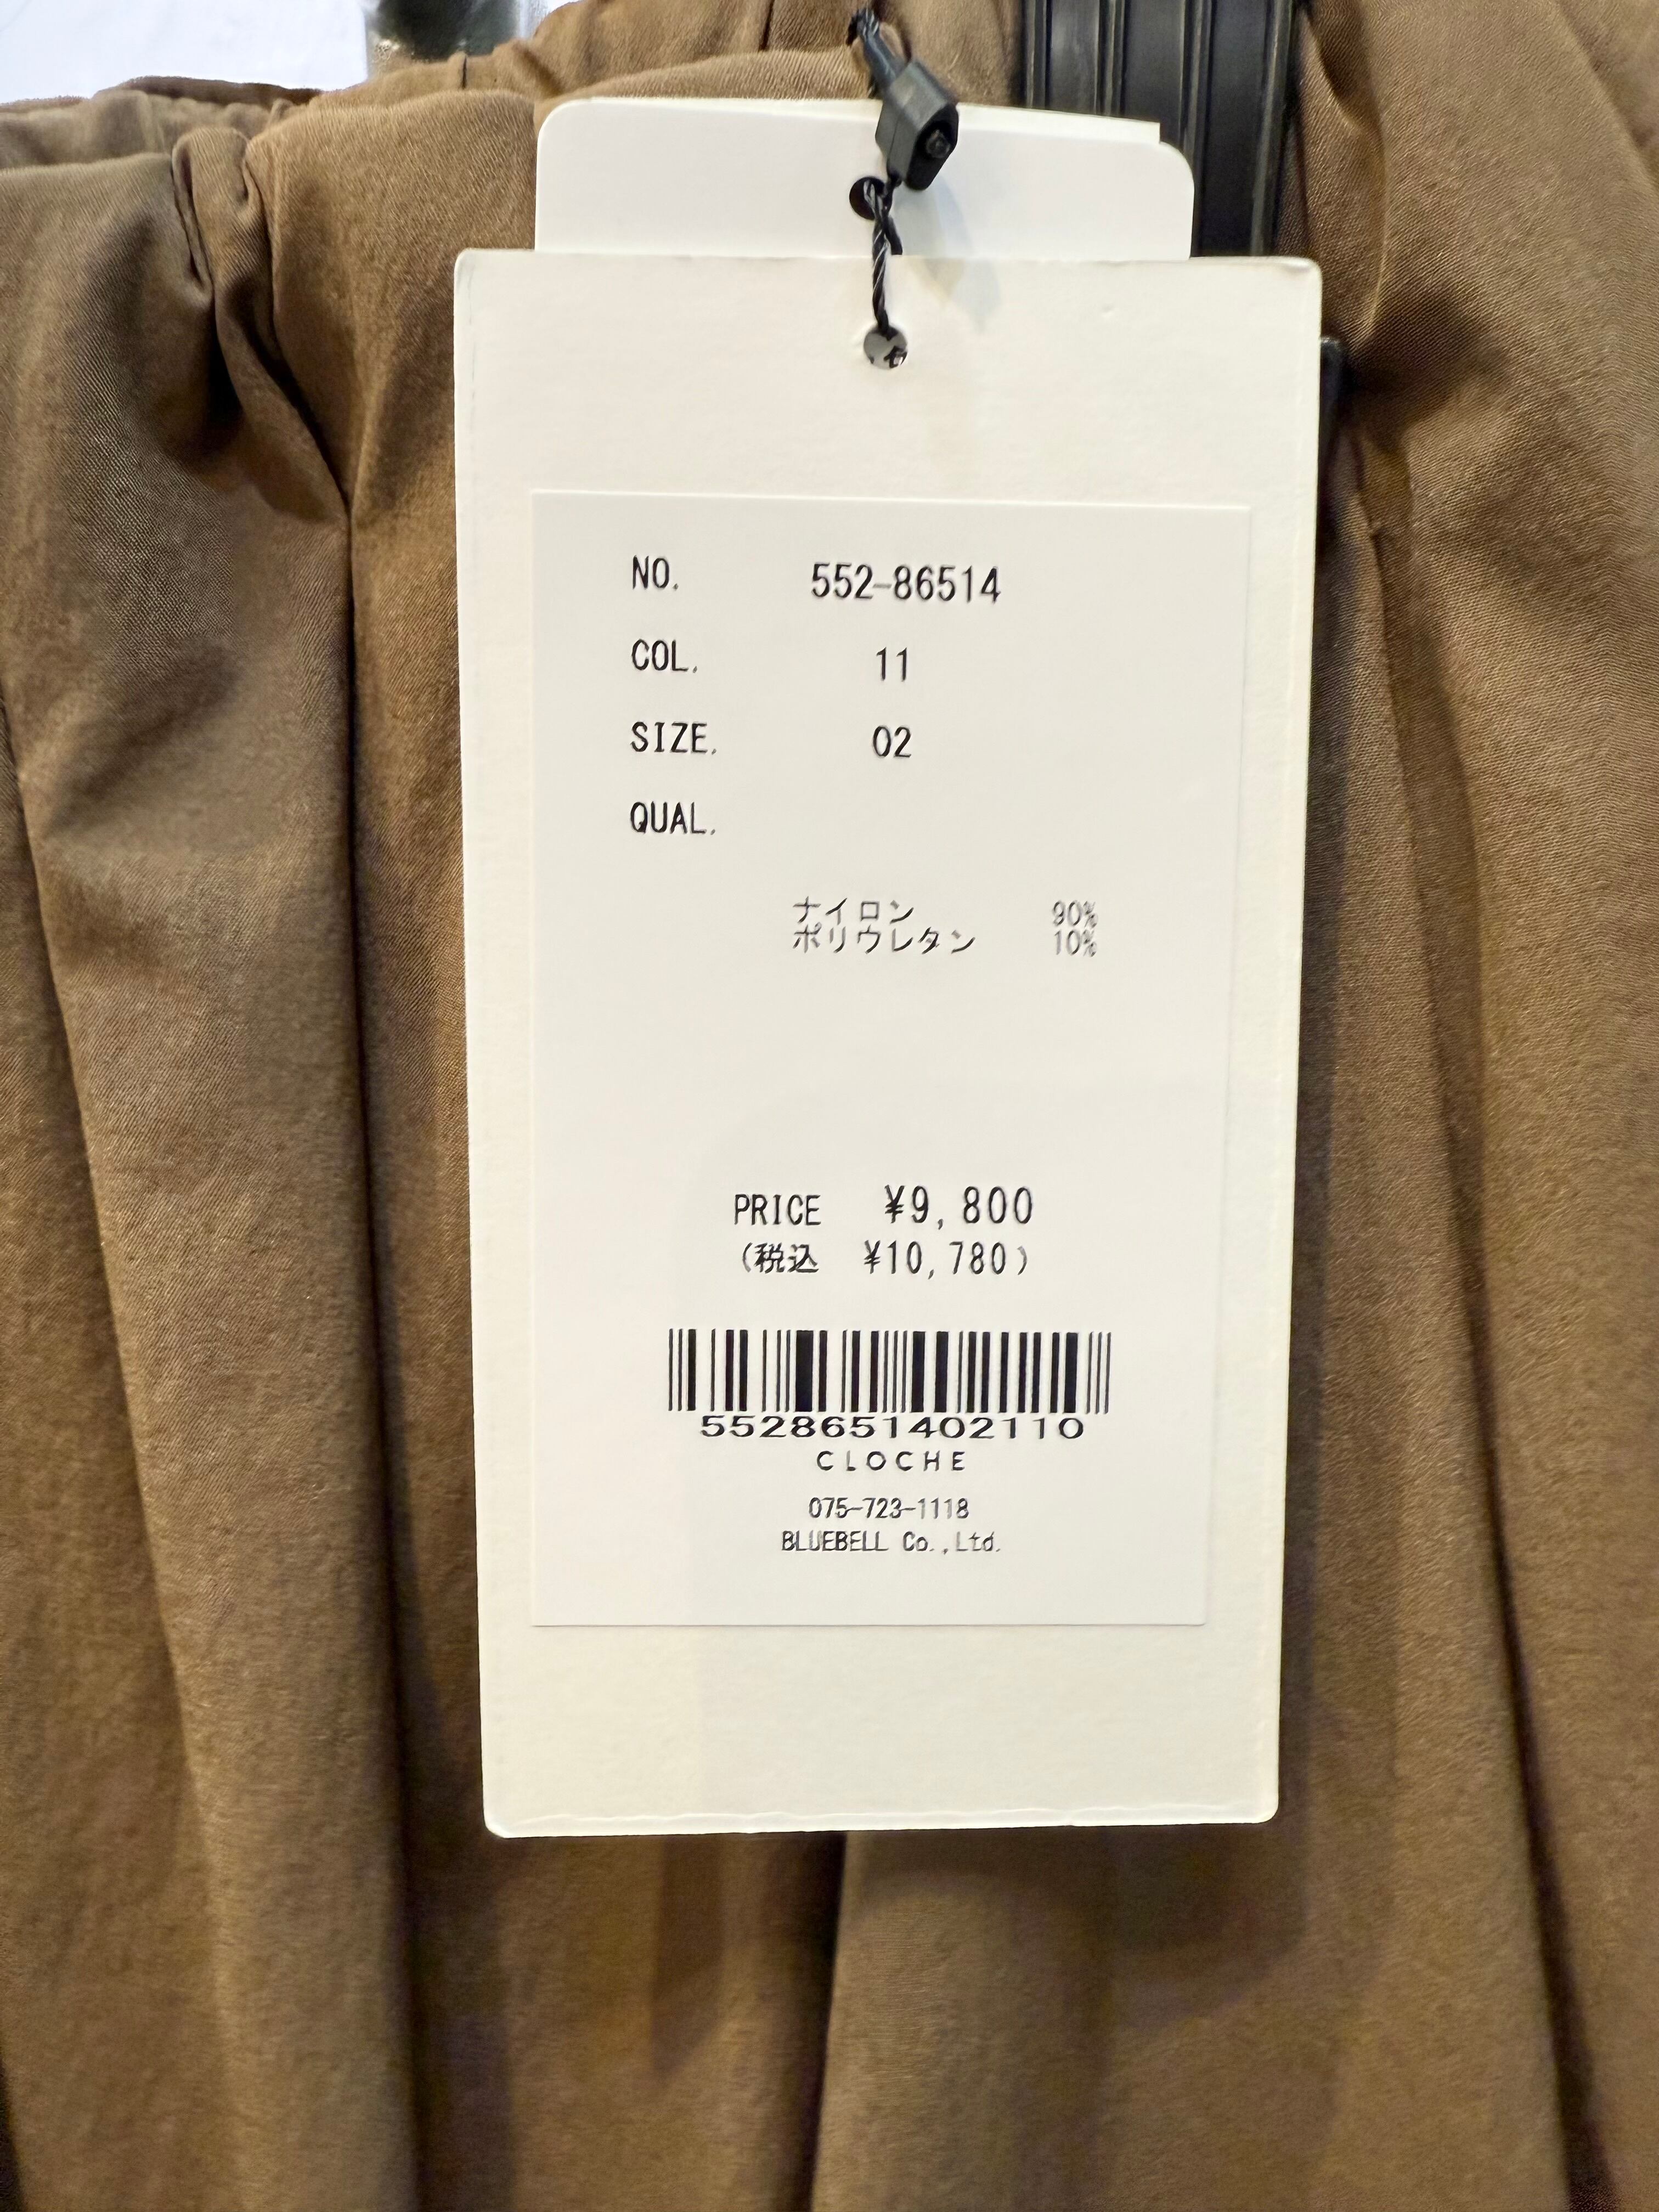 NO. 552-86514
COL. 11
SIZE. 02
QUAL.
ナイロン 90%
ポリウレタン 10%
PRICE ¥9,800
(税込 ¥10,780)
5528651402110
CLOCHE
075-723-1118
BLUEBELL Co.,Ltd.